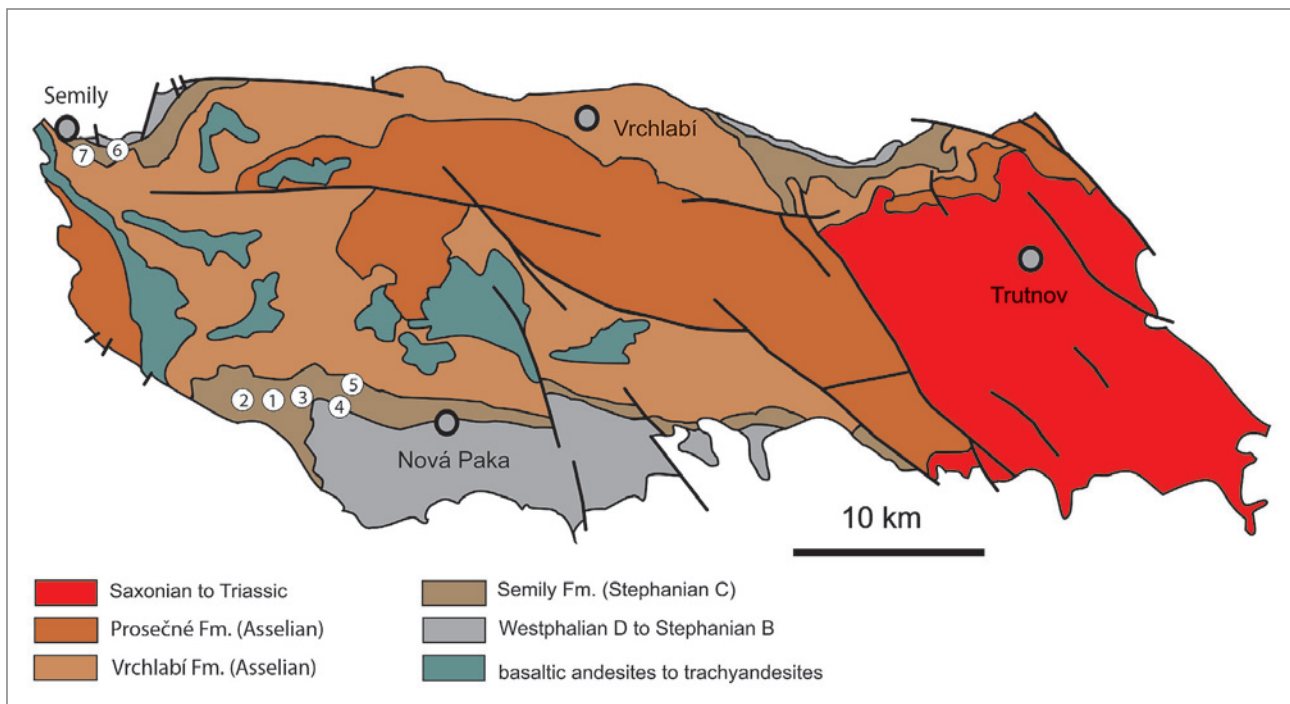 Semily
Vrchlabí
7
6
Trutnov
2
1
3
5
4
Nová Paka
10 km
Saxonian to Triassic
Prosečné Fm. (Asselian)
Vrchlabí Fm. (Asselian)
Semily Fm. (Stephanian C)
Westphalian D to Stephanian B
basaltic andesites to trachyandesites